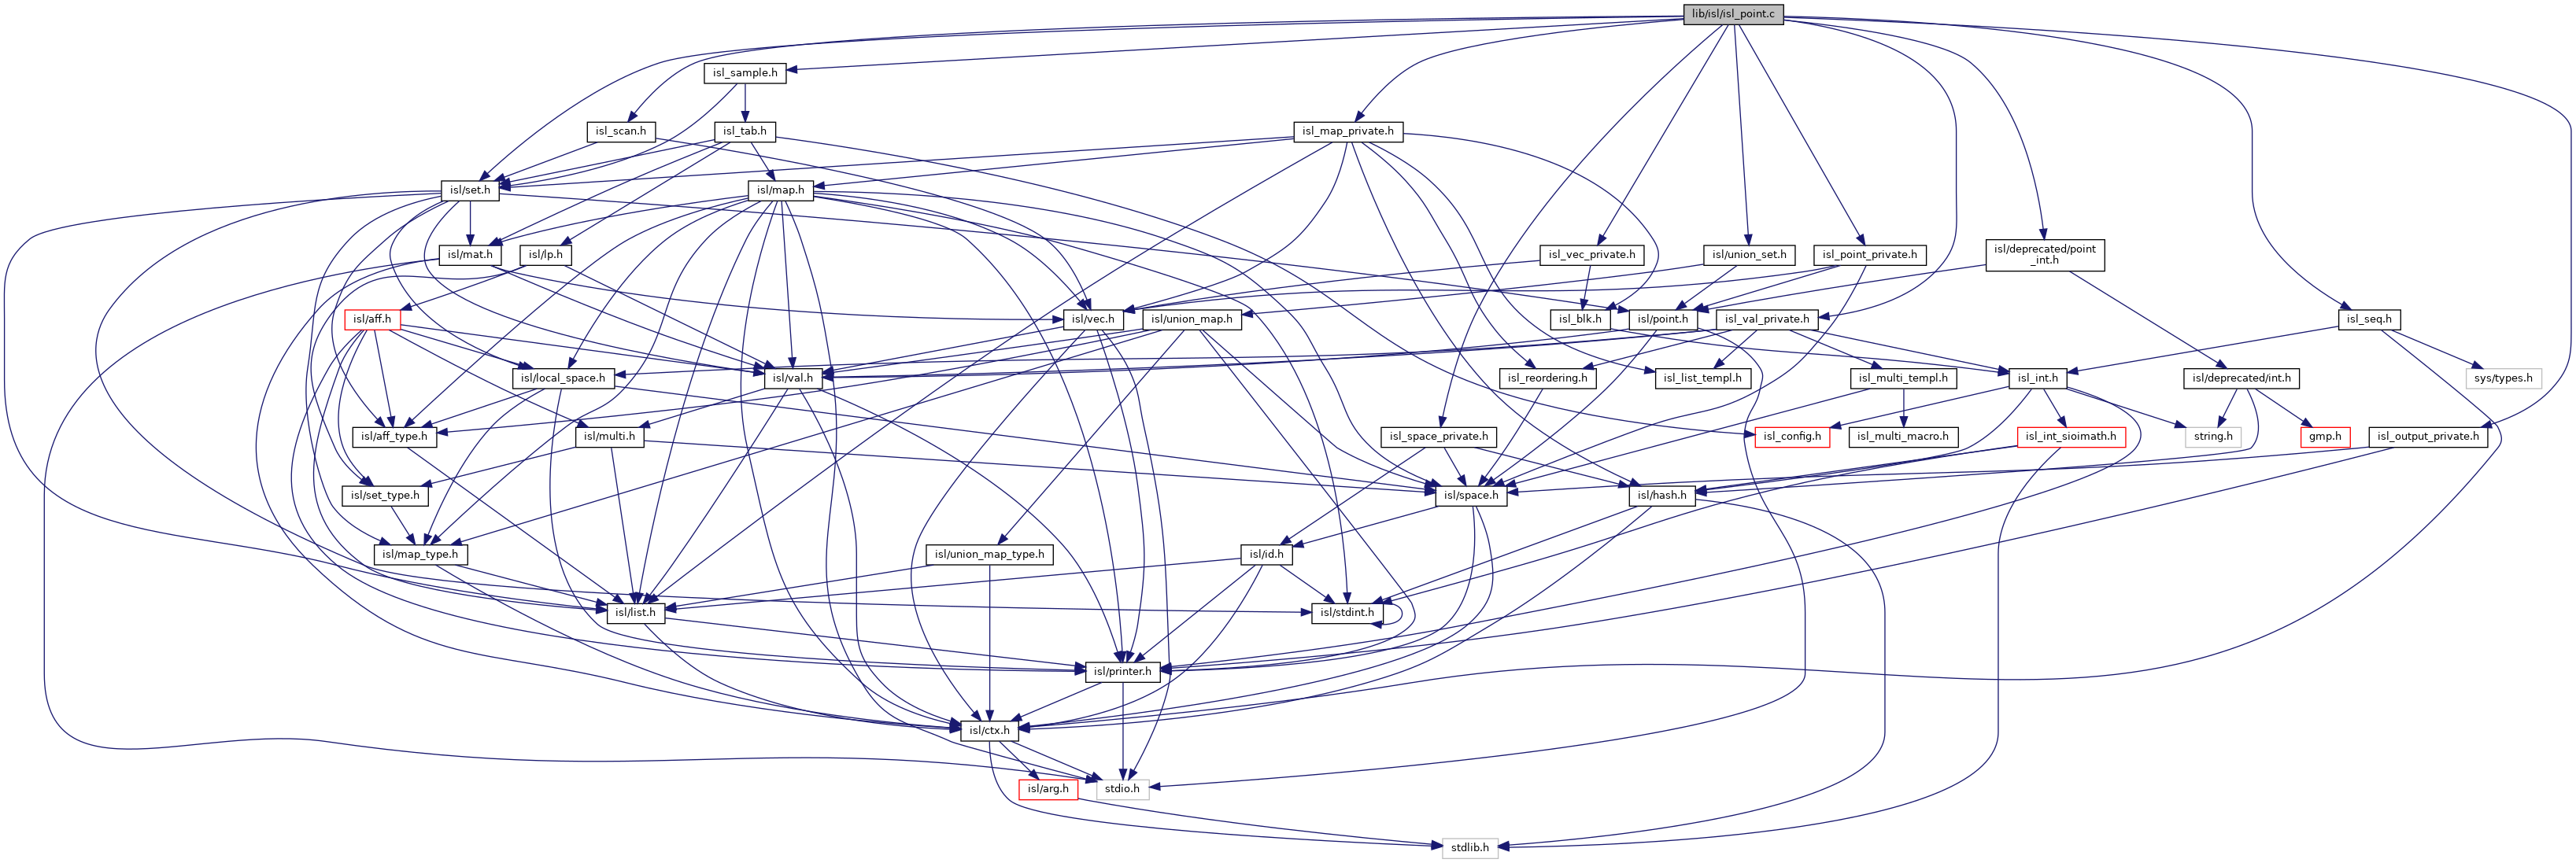 lib/isl/isl_point.c
isl_sample.h
isl_scan.h
isl_tab.h
isl_map_private.h
isl/set.h
isl/map.h
isl/mat.h
isl/lp.h
isl_vec_private.h
isl/union_set.h
isl_point_private.h
isl/deprecated/point
_int.h
isl/aff.h
isl/vec.h
isl/union_map.h
isl_blk.h
isl/point.h
isl_val_private.h
isl_seq.h
isl/local_space.h
isl/val.h
isl_reordering.h
isl_list_templ.h
isl_multi_templ.h
isl_int.h
isl/deprecated/int.h
sys/types.h
isl/aff_type.h
isl/multi.h
isl_space_private.h
isl_config.h
isl_multi_macro.h
isl_int_sioimath.h
string.h
gmp.h
isl_output_private.h
isl/set_type.h
isl/space.h
isl/hash.h
isl/map_type.h
isl/union_map_type.h
isl/id.h
isl/list.h
isl/stdint.h
isl/printer.h
isl/ctx.h
isl/arg.h
stdio.h
stdlib.h